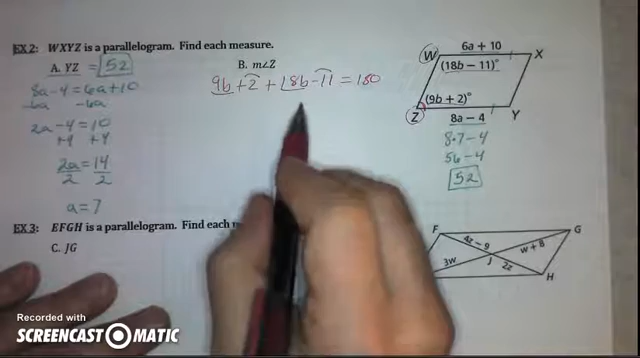 EX 2: WXYZ is a parallelogram. Find each measure.
A. YZ = 52
8a - 4 = 6a + 10
-6a -6a
2a - 4 = 10
+4 +4
2a = 14
2 2
a = 7
B. m∠Z
9b + 2 + 18b - 11 = 180
W
6a + 10
X
(18b - 11)°
(9b + 2)°
Z
8a - 4
Y
8·7 - 4
56 - 4
52
EX 3: EFGH is a parallelogram. Find each
C. JG
F
G
4z - 9
w + 8
J
3w
2z
H
Recorded with
SCREENCAST O MATIC